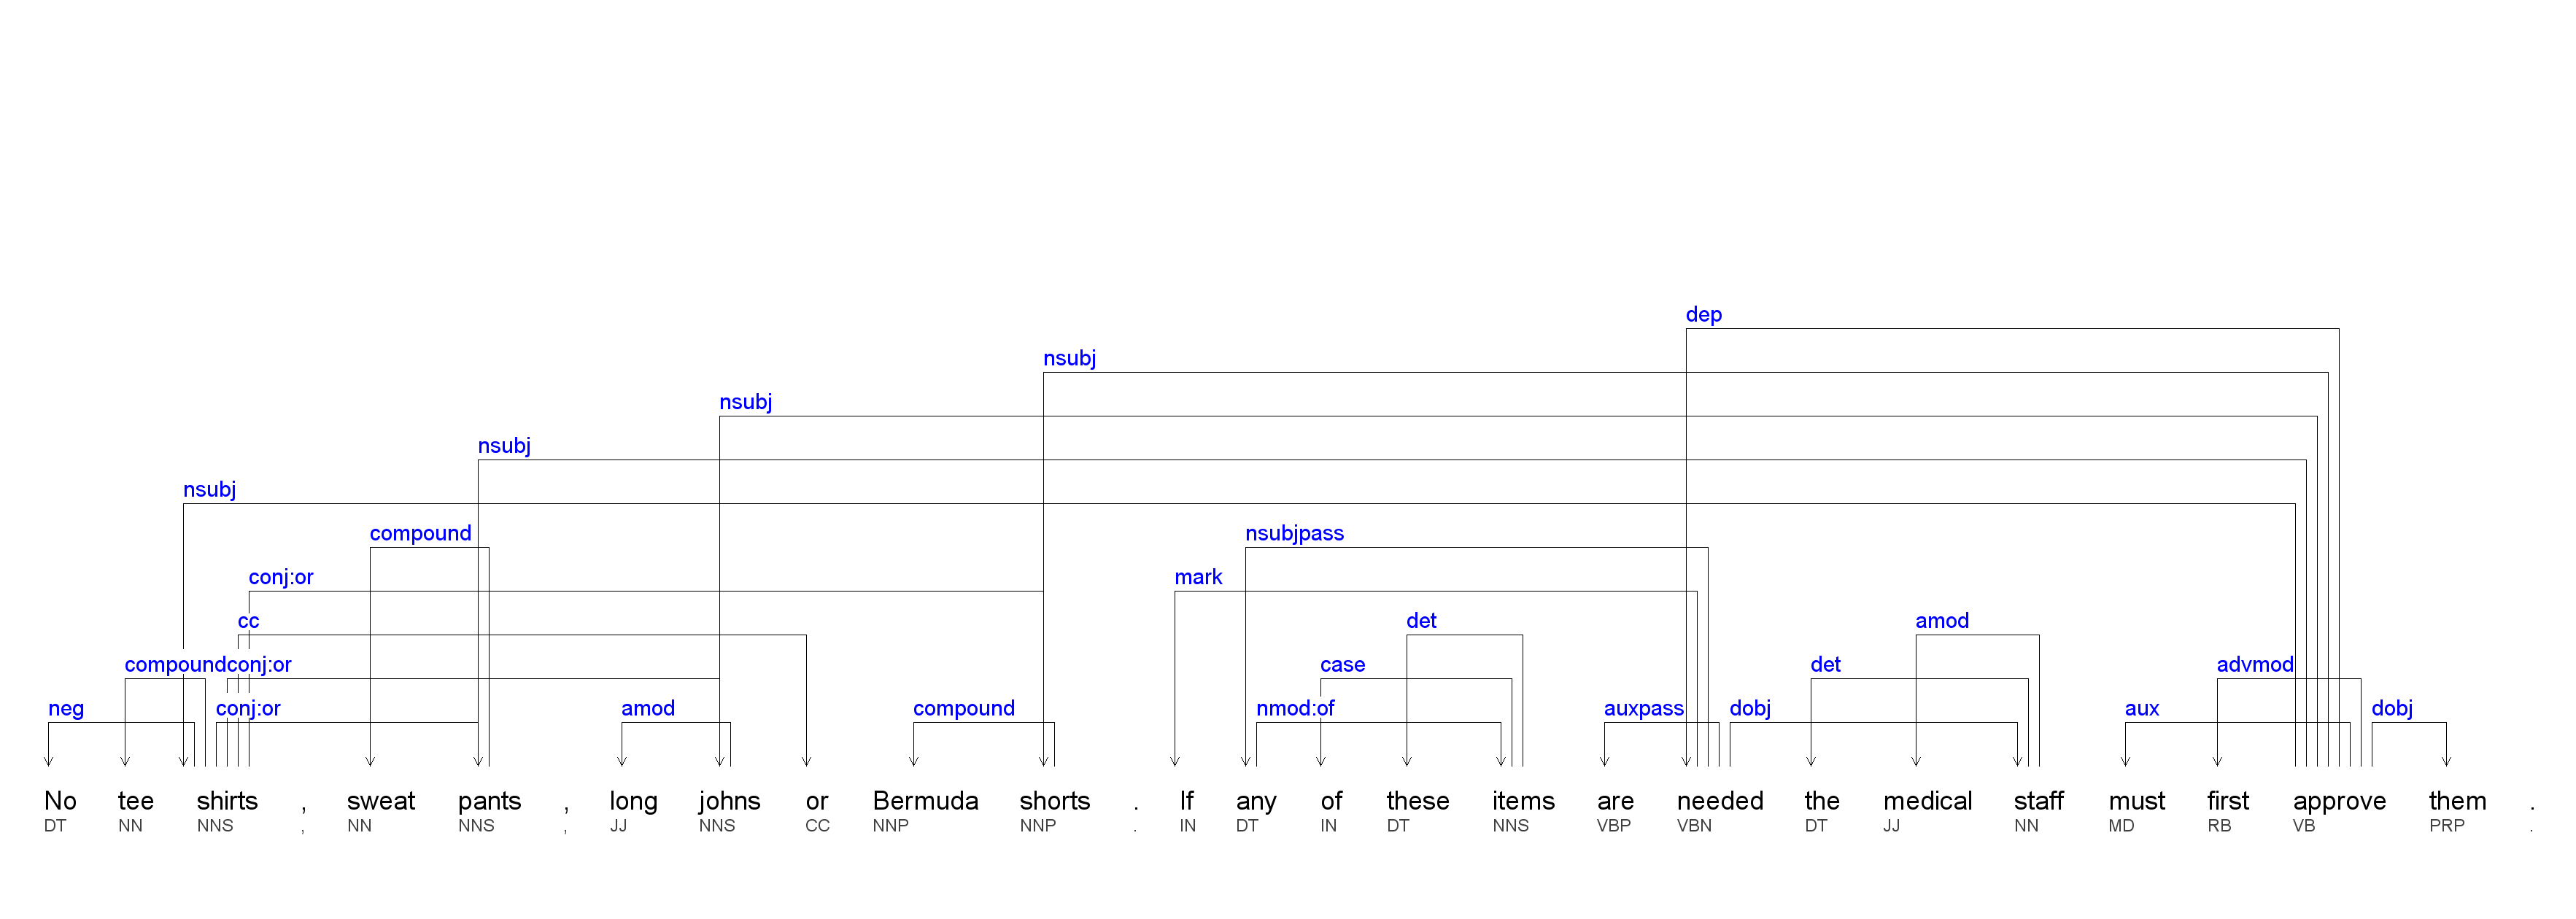 dep
nsubj
nsubj
nsubj
nsubj
compound nsubjpass
conj:or mark
cc det amod
compound conj:or case det advmod
neg conj:or amod compound nmod:of auxpass dobj aux dobj
No tee shirts , sweat pants , long johns or Bermuda shorts . If any of these items are needed the medical staff must first approve them .
DT NN NNS , NN NNS , JJ NNS CC NNP NNP . IN DT IN DT NNS VBP VBN DT JJ NN MD RB VB PRP .